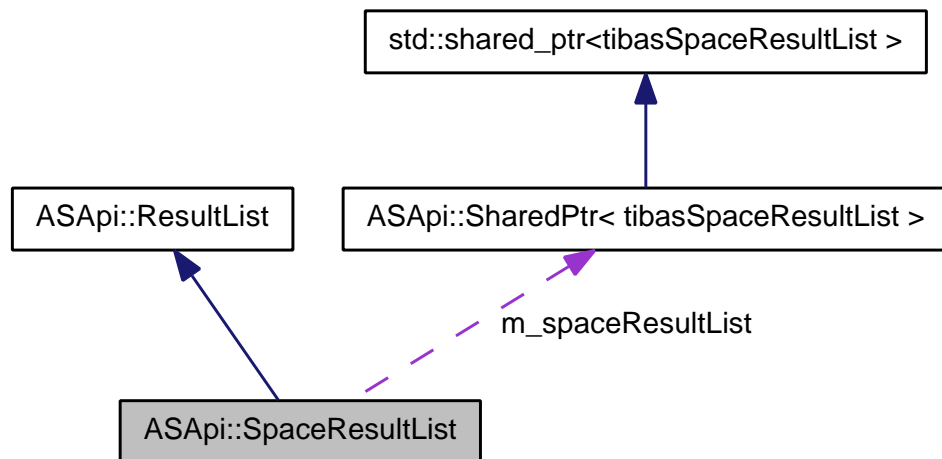 std::shared_ptr<tibasSpaceResultList >
ASApi::ResultList
ASApi::SharedPtr< tibasSpaceResultList >
m_spaceResultList
ASApi::SpaceResultList